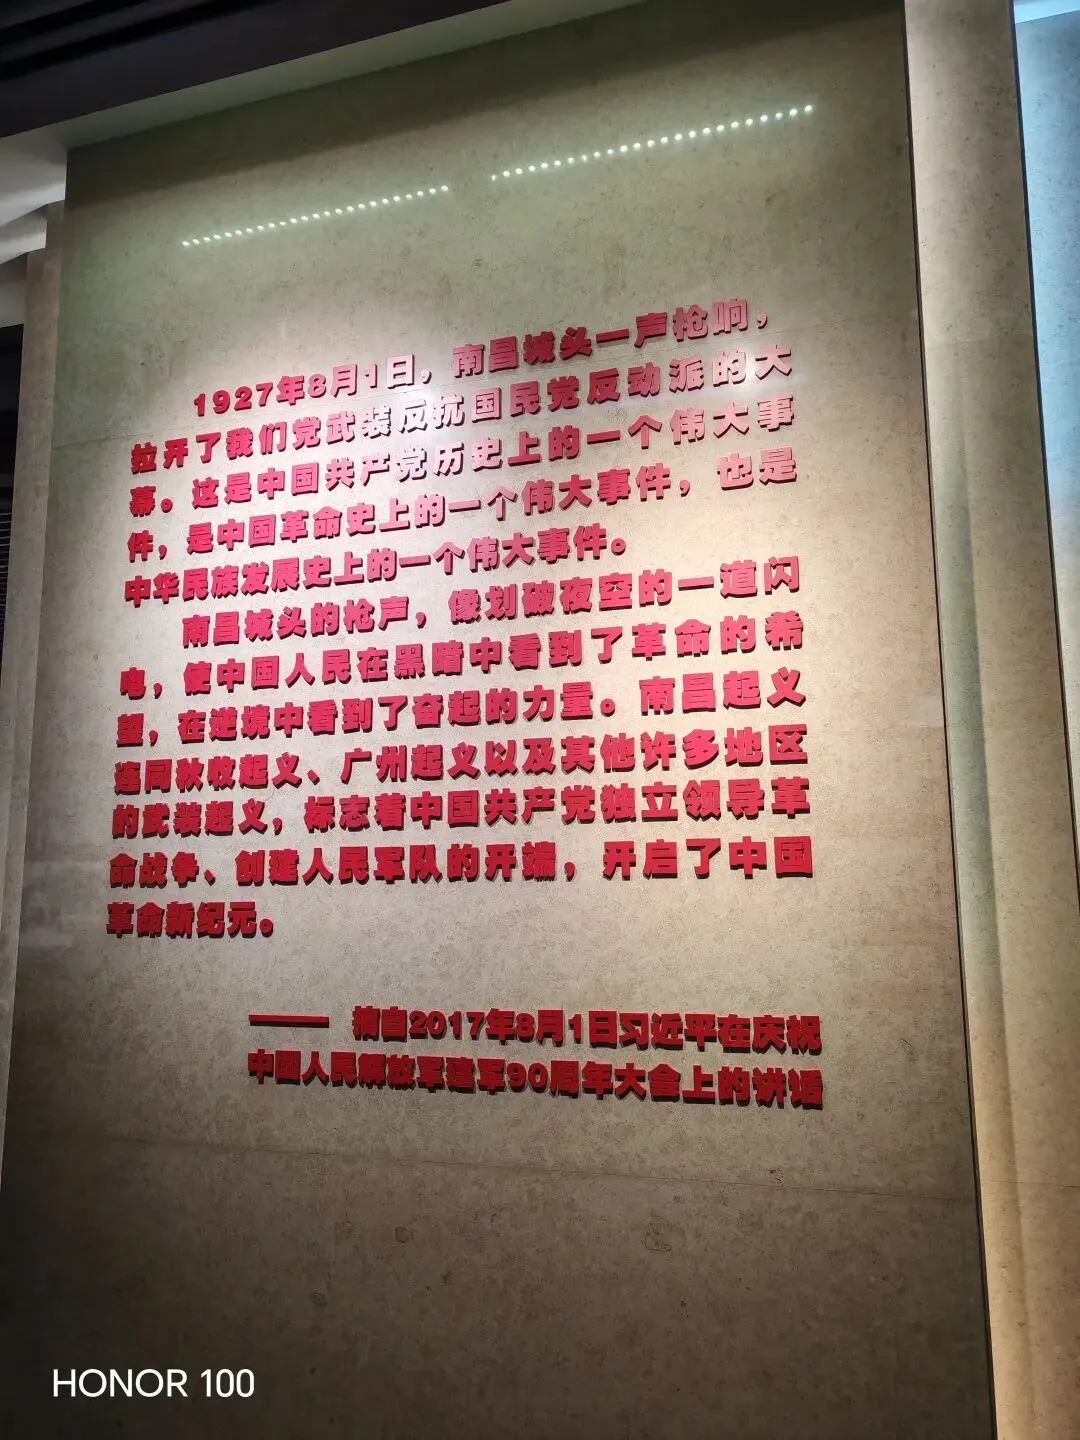 1927年8月1日，南昌城头一声枪响，
拉开了我们党武装反抗国民党反动派的大
幕。这是中国共产党历史上的一个伟大事
件，是中国革命史上的一个伟大事件，也是
中华民族发展史上的一个伟大事件。
南昌城头的枪声，像划破夜空的一道闪
电，使中国人民在黑暗中看到了革命的希
望，在逆境中看到了奋起的力量。南昌起义
连同秋收起义、广州起义以及其他许多地区
的武装起义，标志着中国共产党独立领导革
命战争、创建人民军队的开端，开启了中国
革命新纪元。
—— 摘自2017年8月1日习近平在庆祝
中国人民解放军建军90周年大会上的讲话
HONOR 100